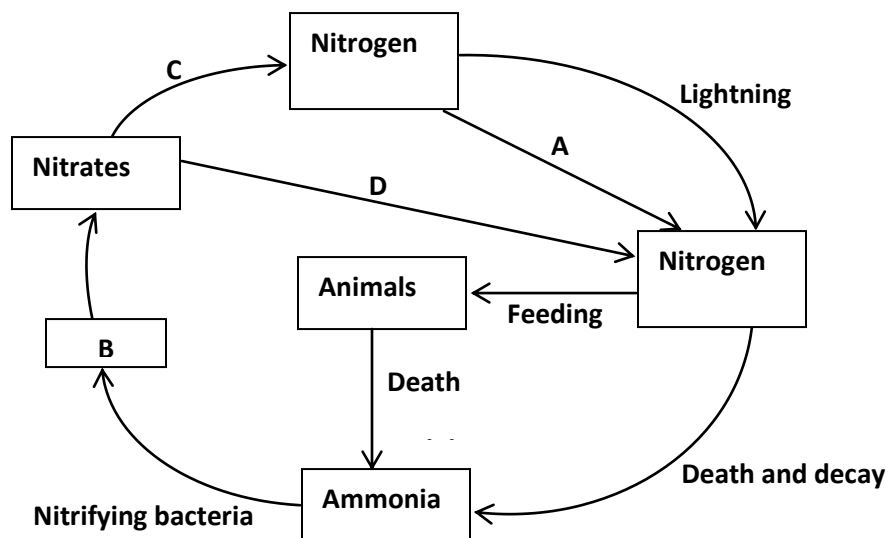 Nitrogen
C
Lightning
A
Nitrates
D
Nitrogen
Animals
Feeding
B
Death
Death and decay
Ammonia
Nitrifying bacteria